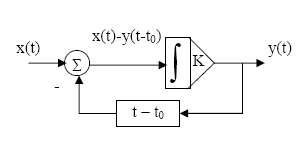 x(t)-y(t-t₀)
x(t)
y(t)
Σ
∫
K
-
t – t₀